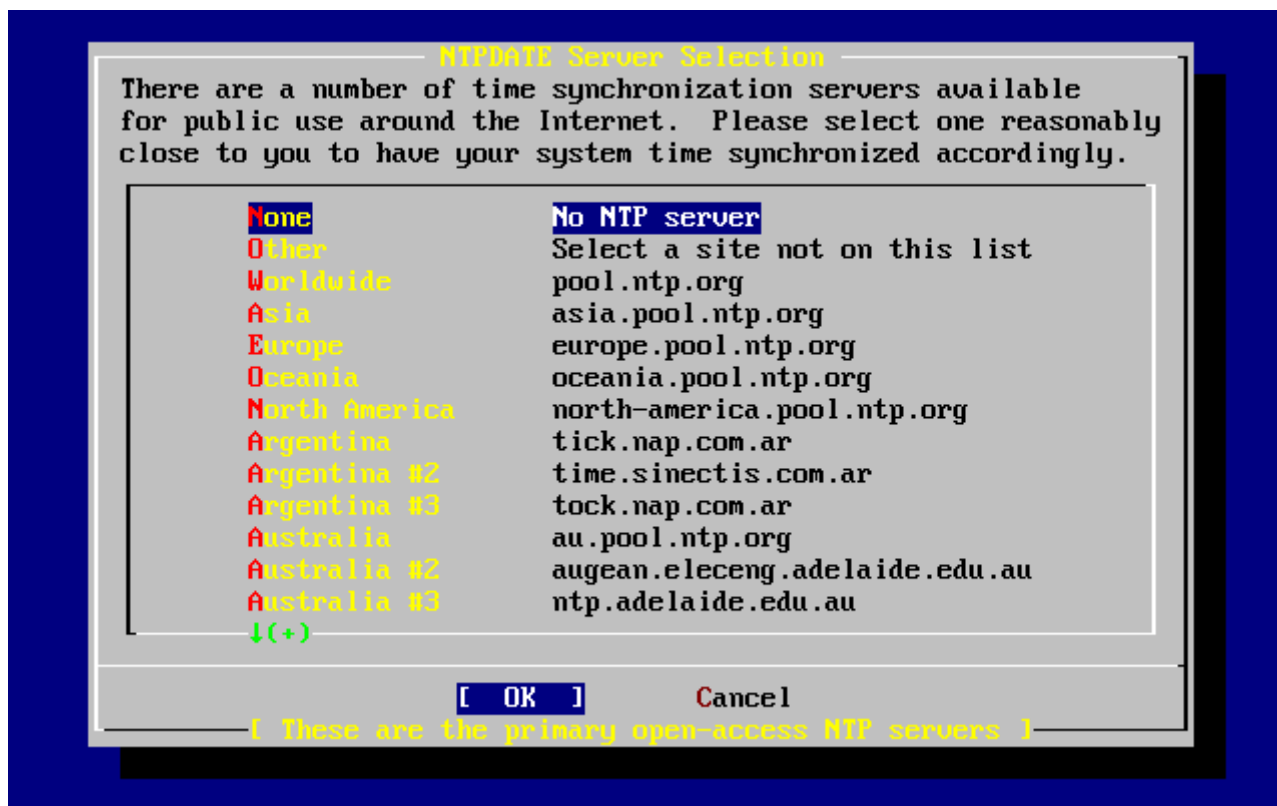 NTPDATE Server Selection
There are a number of time synchronization servers available
for public use around the Internet.  Please select one reasonably
close to you to have your system time synchronized accordingly.
None No NTP server
Other Select a site not on this list
Worldwide pool.ntp.org
Asia asia.pool.ntp.org
Europe europe.pool.ntp.org
Oceania oceania.pool.ntp.org
North America north-america.pool.ntp.org
Argentina tick.nap.com.ar
Argentina #2 time.sinectis.com.ar
Argentina #3 tock.nap.com.ar
Australia au.pool.ntp.org
Australia #2 augean.eleceng.adelaide.edu.au
Australia #3 ntp.adelaide.edu.au
↓(+)
[ OK ] Cancel
[ These are the primary open-access NTP servers ]